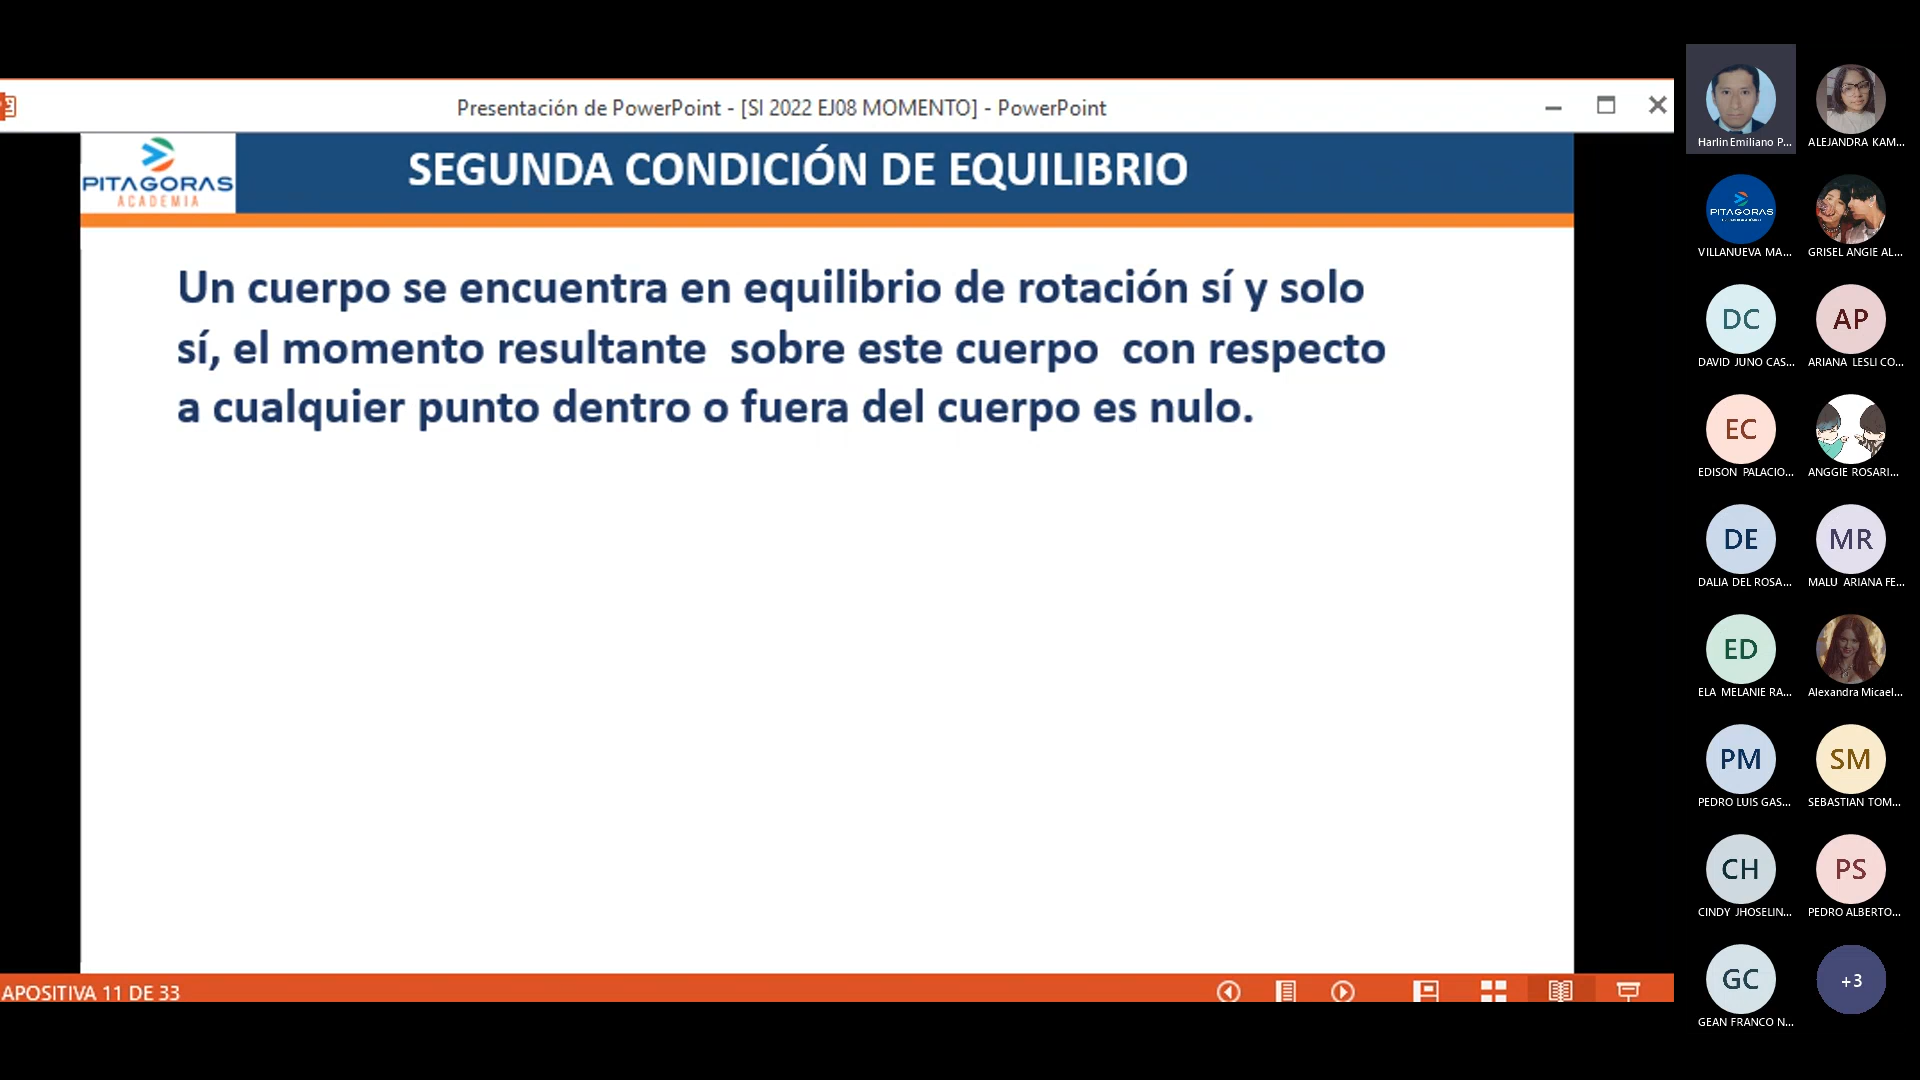 Presentación de PowerPoint - [SI 2022 EJ08 MOMENTO] - PowerPoint
PITAGORAS
ACADEMIA
SEGUNDA CONDICIÓN DE EQUILIBRIO
Un cuerpo se encuentra en equilibrio de rotación sí y solo
sí, el momento resultante sobre este cuerpo con respecto
a cualquier punto dentro o fuera del cuerpo es nulo.
APOSITIVA 11 DE 33
Harlin Emiliano P...
ALEJANDRA KAM...
PITAGORAS
VILLANUEVA MA...
GRISEL ANGIE AL...
DC
DAVID JUNO CAS...
AP
ARIANA LESLI CO...
EC
EDISON PALACIO...
ANGGIE ROSARI...
DE
DALIA DEL ROSA...
MR
MALU ARIANA FE...
ED
ELA MELANIE RA...
Alexandra Micael...
PM
PEDRO LUIS GAS...
SM
SEBASTIAN TOM...
CH
CINDY JHOSELIN...
PS
PEDRO ALBERTO...
GC
GEAN FRANCO N...
+3